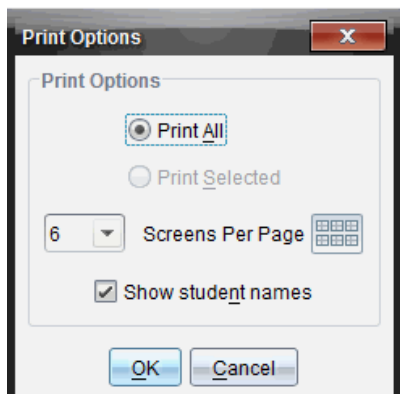 Print Options
Print Options
Print All
Print Selected
6 Screens Per Page
Show student names
OK Cancel